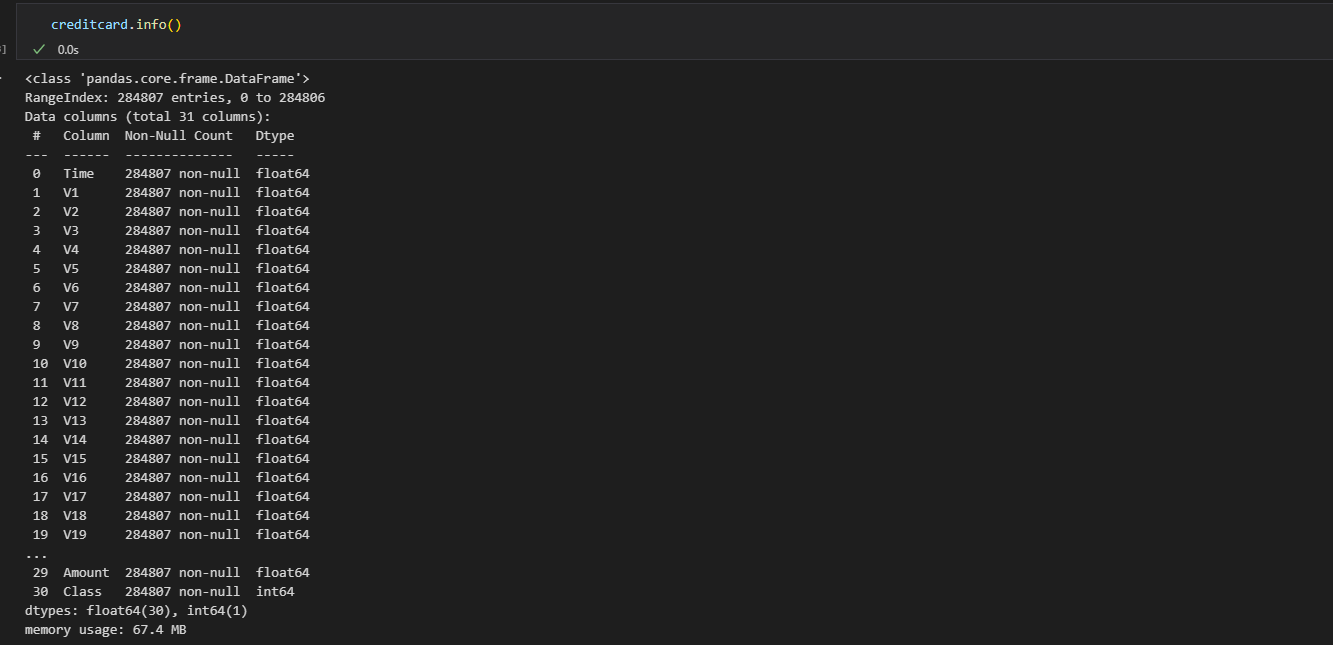 creditcard.info()
]
✓ 0.0s
<class 'pandas.core.frame.DataFrame'>
RangeIndex: 284807 entries, 0 to 284806
Data columns (total 31 columns):
 #   Column  Non-Null Count   Dtype
---  ------  --------------   -----
 0   Time    284807 non-null  float64
 1   V1      284807 non-null  float64
 2   V2      284807 non-null  float64
 3   V3      284807 non-null  float64
 4   V4      284807 non-null  float64
 5   V5      284807 non-null  float64
 6   V6      284807 non-null  float64
 7   V7      284807 non-null  float64
 8   V8      284807 non-null  float64
 9   V9      284807 non-null  float64
 10  V10     284807 non-null  float64
 11  V11     284807 non-null  float64
 12  V12     284807 non-null  float64
 13  V13     284807 non-null  float64
 14  V14     284807 non-null  float64
 15  V15     284807 non-null  float64
 16  V16     284807 non-null  float64
 17  V17     284807 non-null  float64
 18  V18     284807 non-null  float64
 19  V19     284807 non-null  float64
...
 29  Amount  284807 non-null  float64
 30  Class   284807 non-null  int64
dtypes: float64(30), int64(1)
memory usage: 67.4 MB